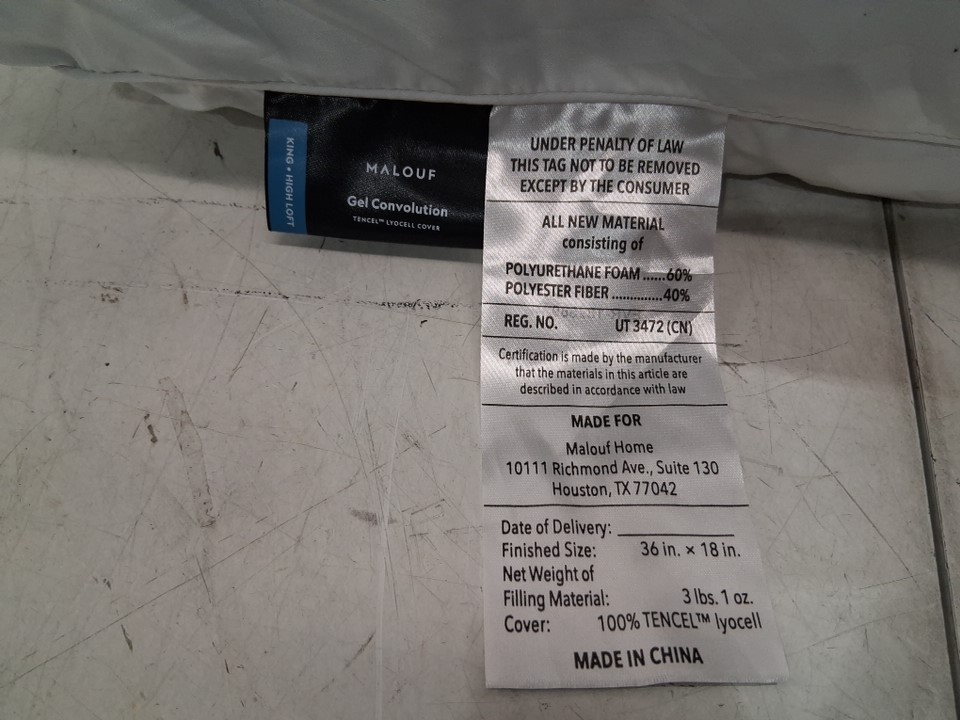 KING • HIGH LOFT
MALOUF
Gel Convolution
TENCEL™ LYOCELL COVER
UNDER PENALTY OF LAW
THIS TAG NOT TO BE REMOVED
EXCEPT BY THE CONSUMER
ALL NEW MATERIAL
consisting of
POLYURETHANE FOAM ......60%
POLYESTER FIBER ..............40%
REG. NO. UT 3472 (CN)
Certification is made by the manufacturer
that the materials in this article are
described in accordance with law
MADE FOR
Malouf Home
10111 Richmond Ave., Suite 130
Houston, TX 77042
Date of Delivery: ______________
Finished Size: 36 in. × 18 in.
Net Weight of
Filling Material: 3 lbs. 1 oz.
Cover: 100% TENCEL™ lyocell
MADE IN CHINA